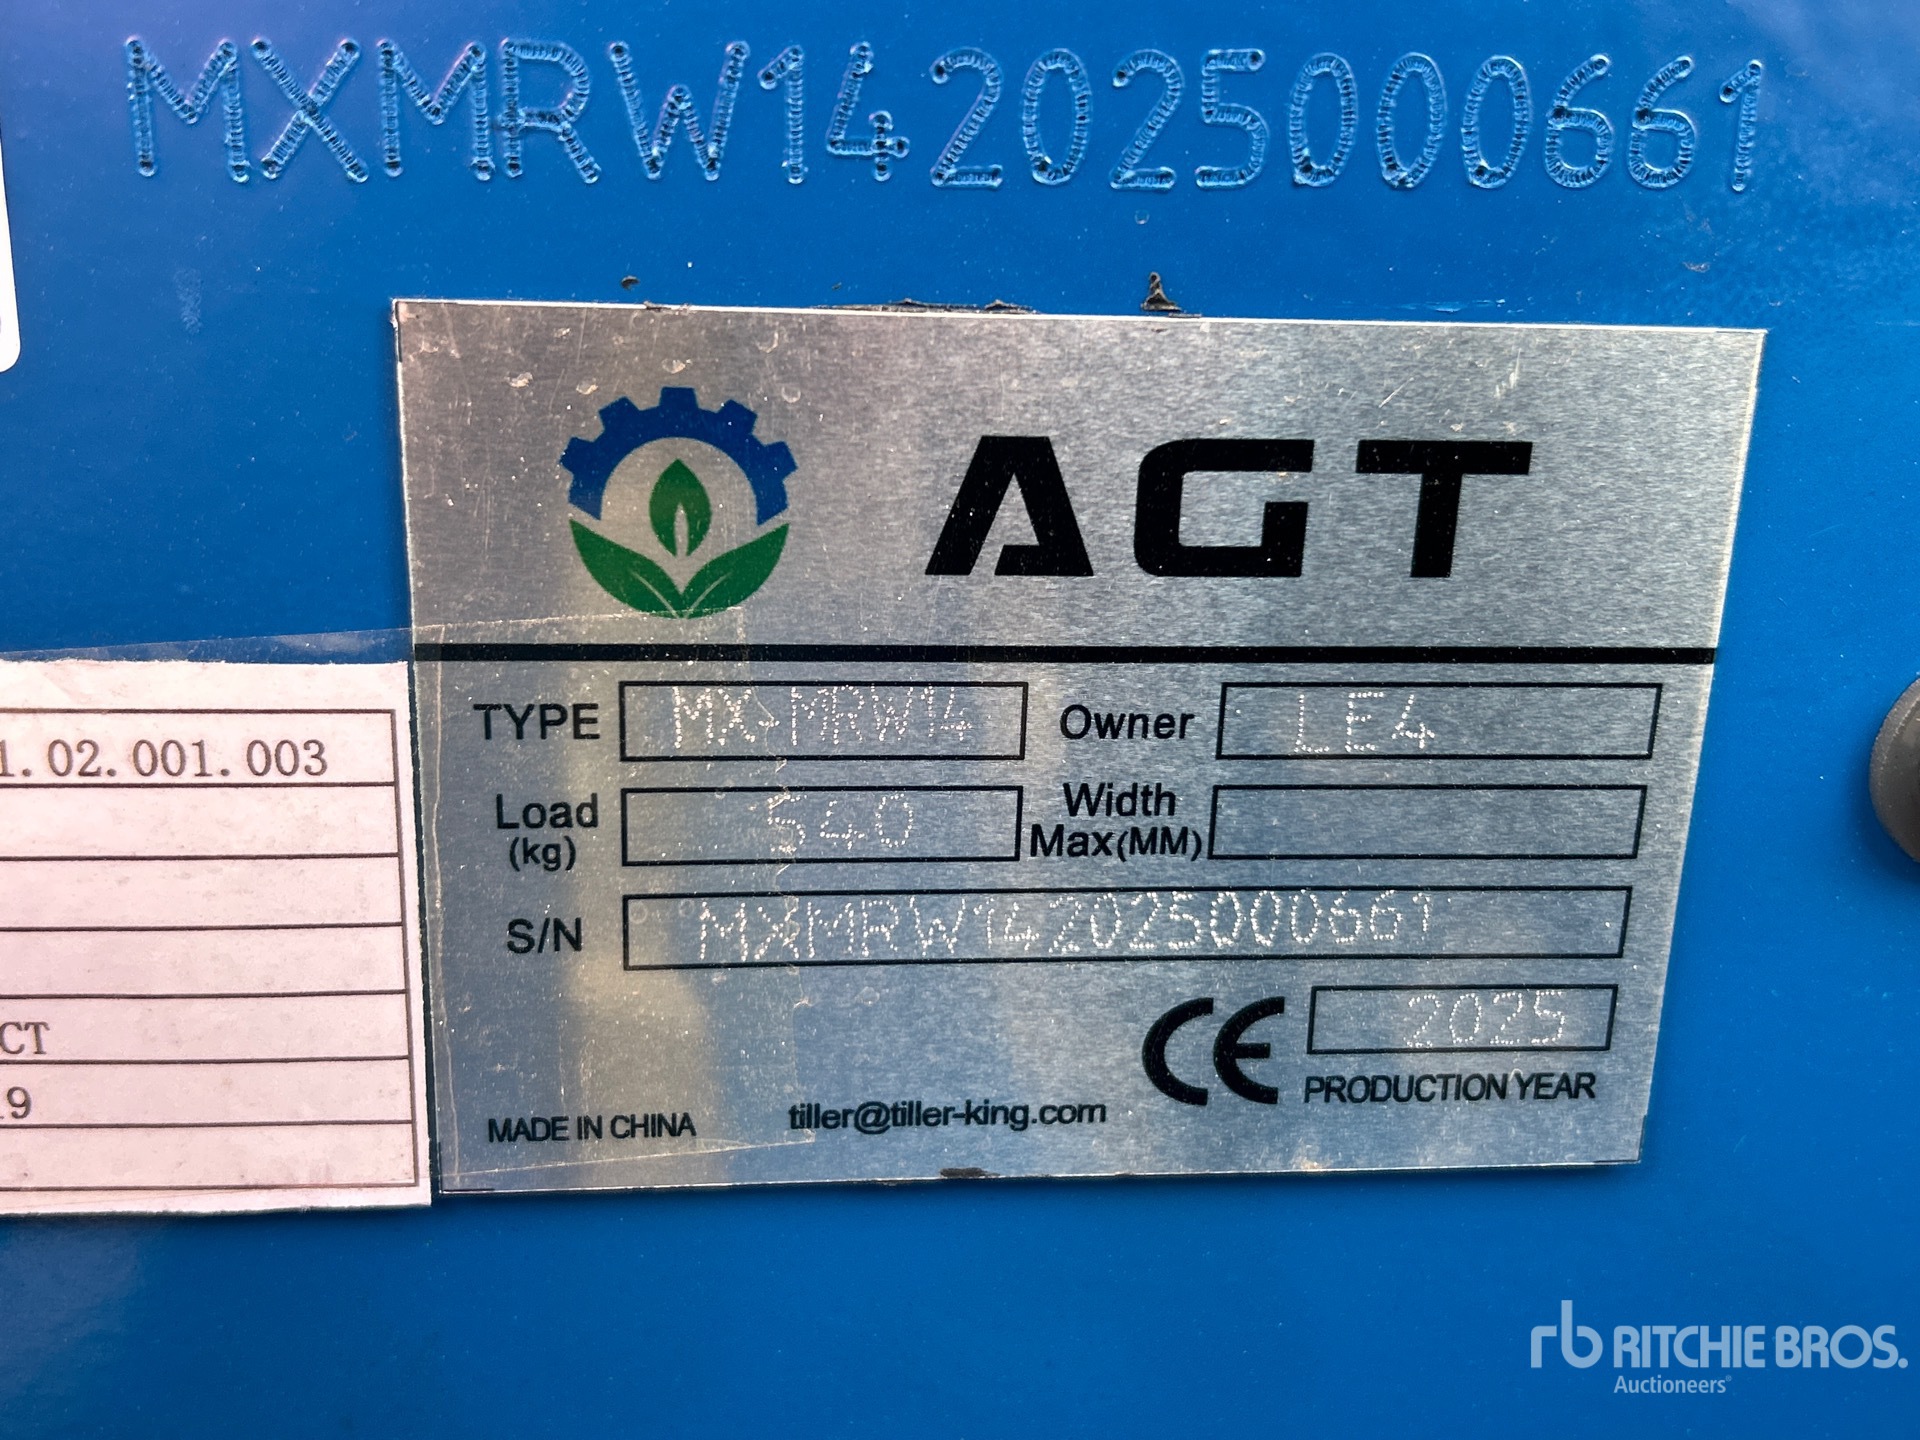 MXMRW142025000661
AGT
TYPE MX-MRW14 Owner LE4
Load (kg) 540 Width Max(MM)
S/N MXMRW142025000661
CE 2025
PRODUCTION YEAR
MADE IN CHINA tiller@tiller-king.com
1.02.001.003
CT
19
rb RITCHIE BROS.
Auctioneers